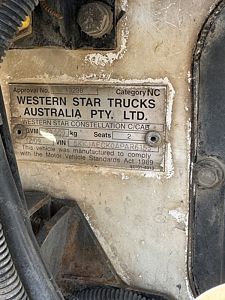 Approval No. Category NC
WESTERN STAR TRUCKS
AUSTRALIA PTY. LTD.
WESTERN STAR CONSTELLATION C/CAB
GVM kg Seats 2
VIN
This vehicle was manufactured to comply
with the Motor Vehicle Standards Act 1989